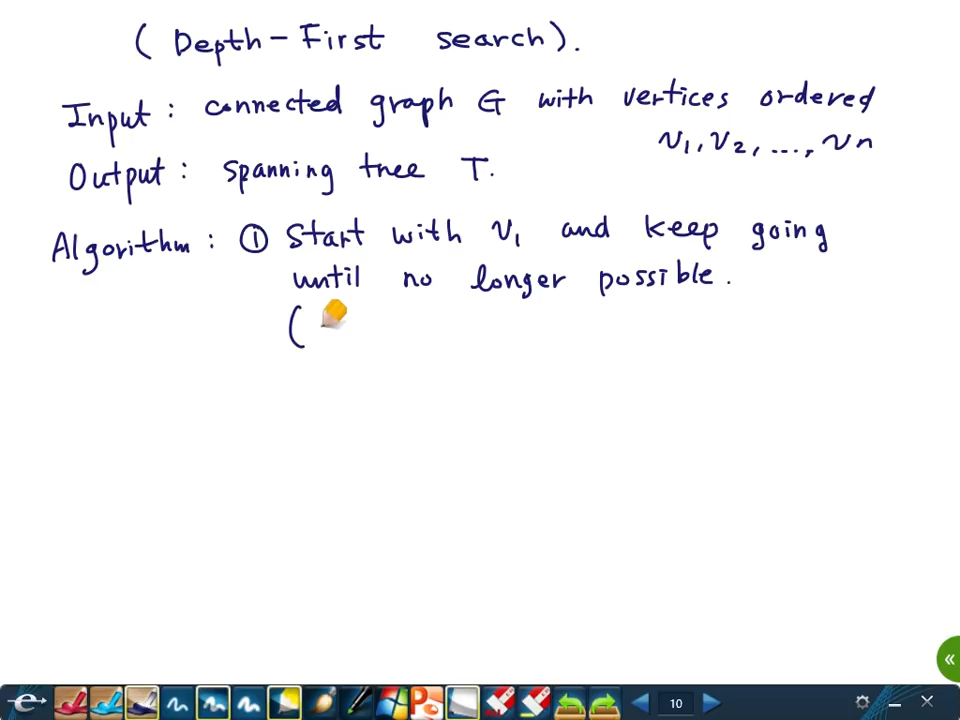 ( Depth - First search ).
Input : connected graph G with vertices ordered
v1, v2, ..., vn
Output : spanning tree T.
Algorithm : ① Start with v1 and keep going
until no longer possible.
(
10